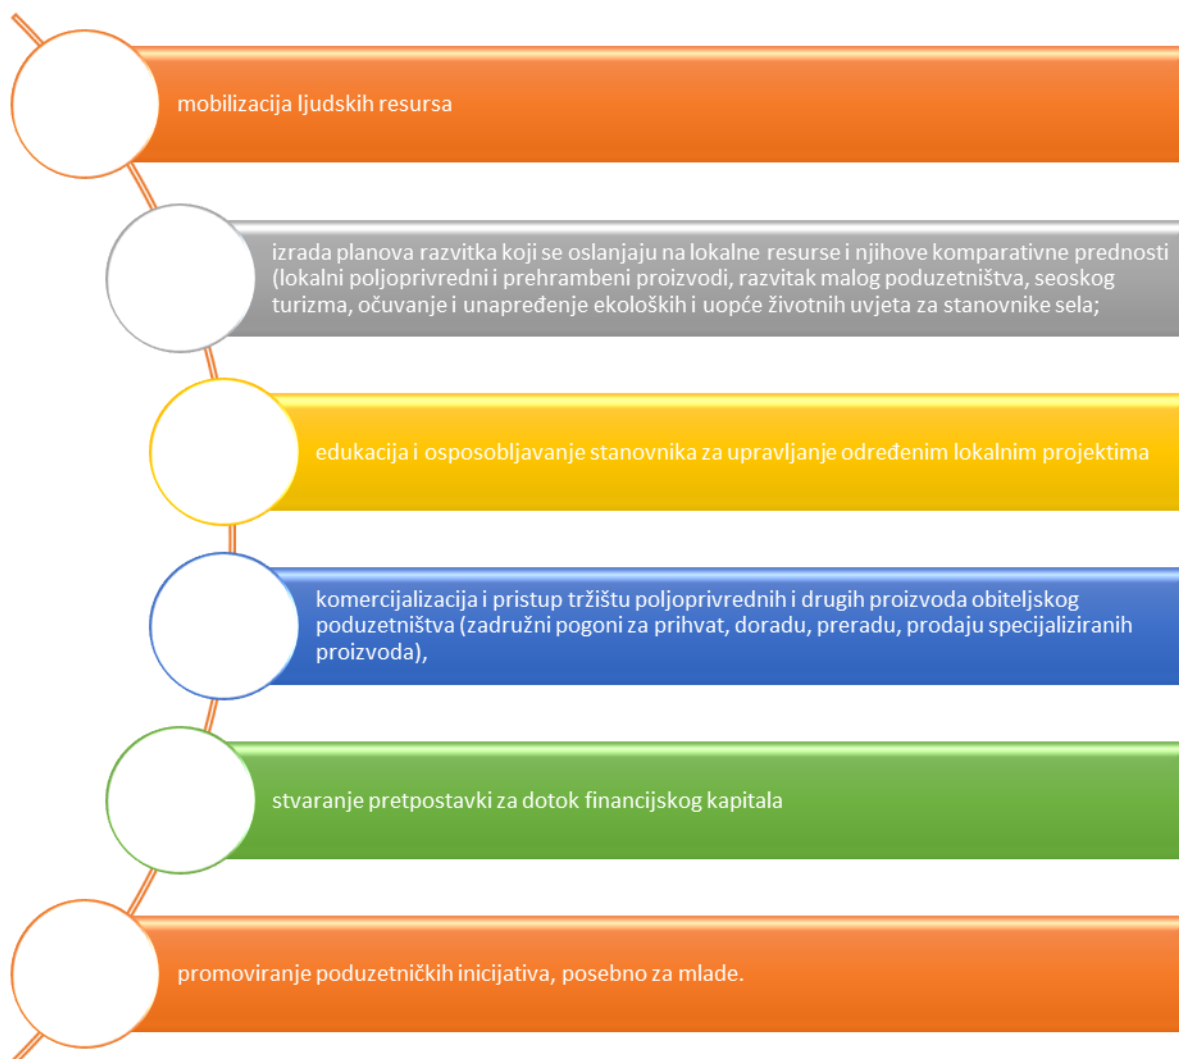 mobilizacija ljudskih resursa
izrada planova razvitka koji se oslanjaju na lokalne resurse i njihove komparativne prednosti
(lokalni poljoprivredni i prehrambeni proizvodi, razvitak malog poduzetništva, seoskog
turizma, očuvanje i unapređenje ekoloških i uopće životnih uvjeta za stanovnike sela;
edukacija i osposobljavanje stanovnika za upravljanje određenim lokalnim projektima
komercijalizacija i pristup tržištu poljoprivrednih i drugih proizvoda obiteljskog
poduzetništva (zadružni pogoni za prihvat, doradu, preradu, prodaju specijaliziranih
proizvoda),
stvaranje pretpostavki za dotok financijskog kapitala
promoviranje poduzetničkih inicijativa, posebno za mlade.